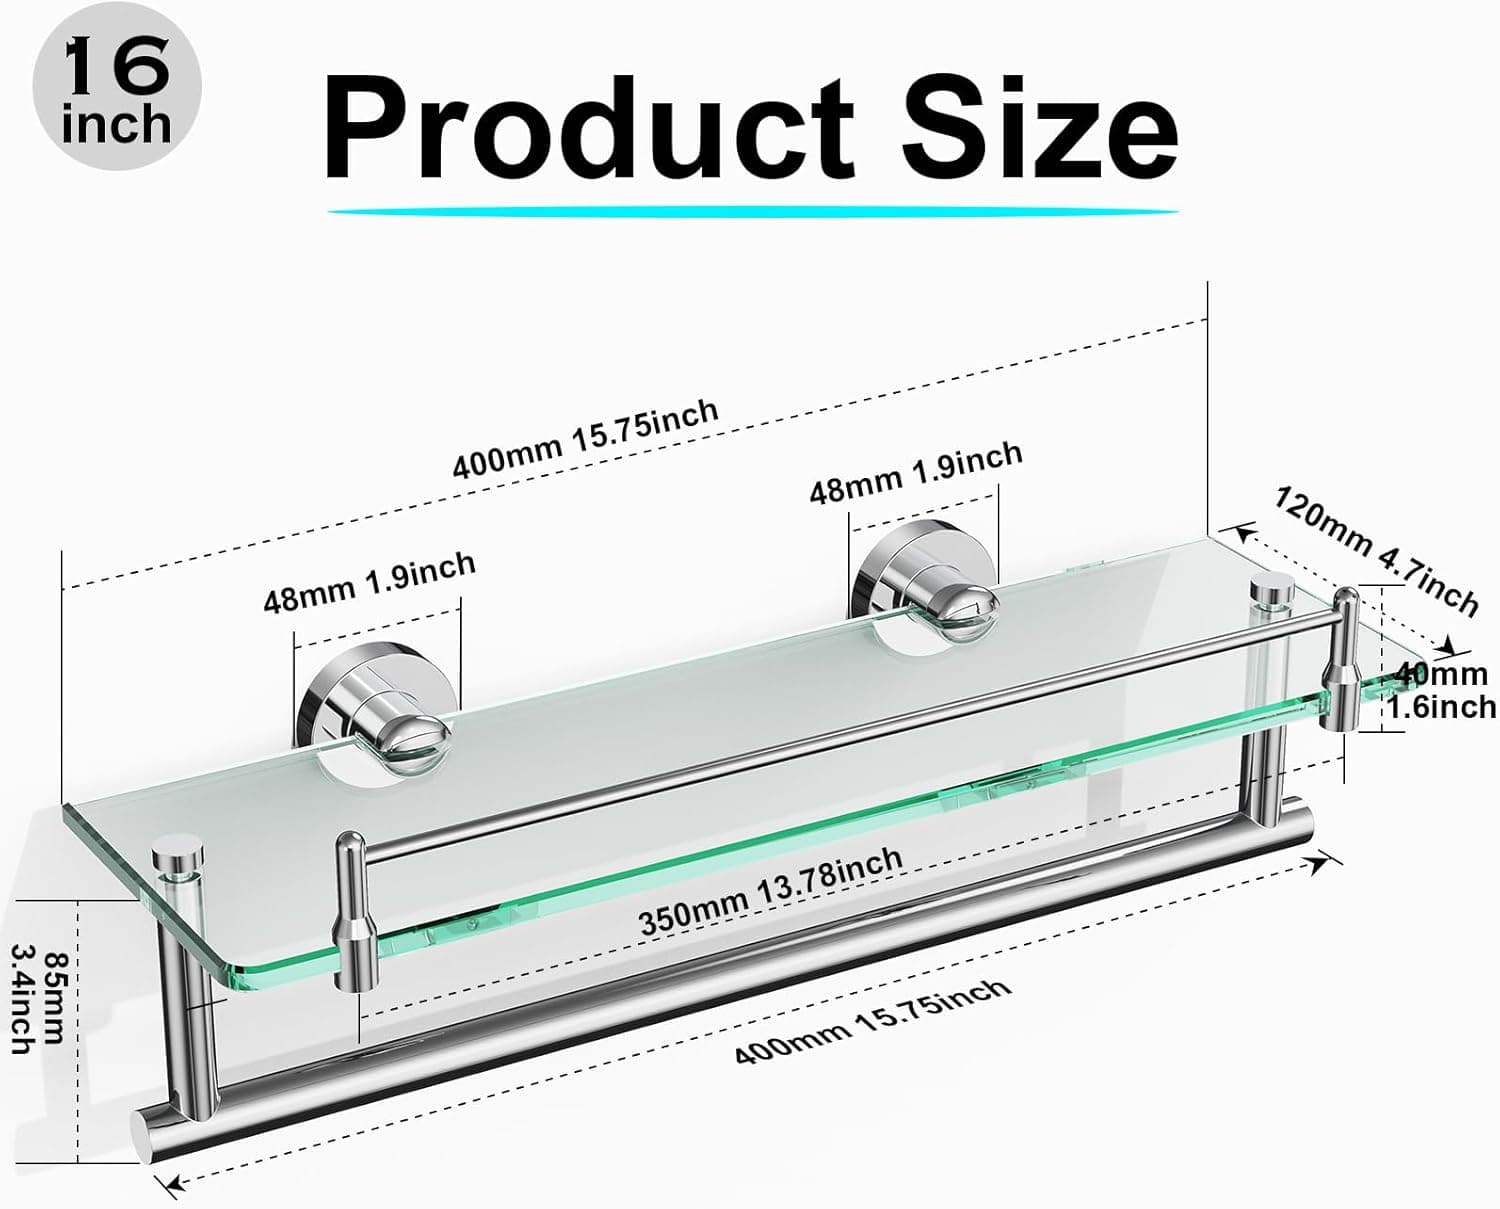 16
inch
Product Size
400mm 15.75inch
48mm 1.9inch
48mm 1.9inch
120mm 4.7inch
40mm
1.6inch
350mm 13.78inch
85mm
3.4inch
400mm 15.75inch